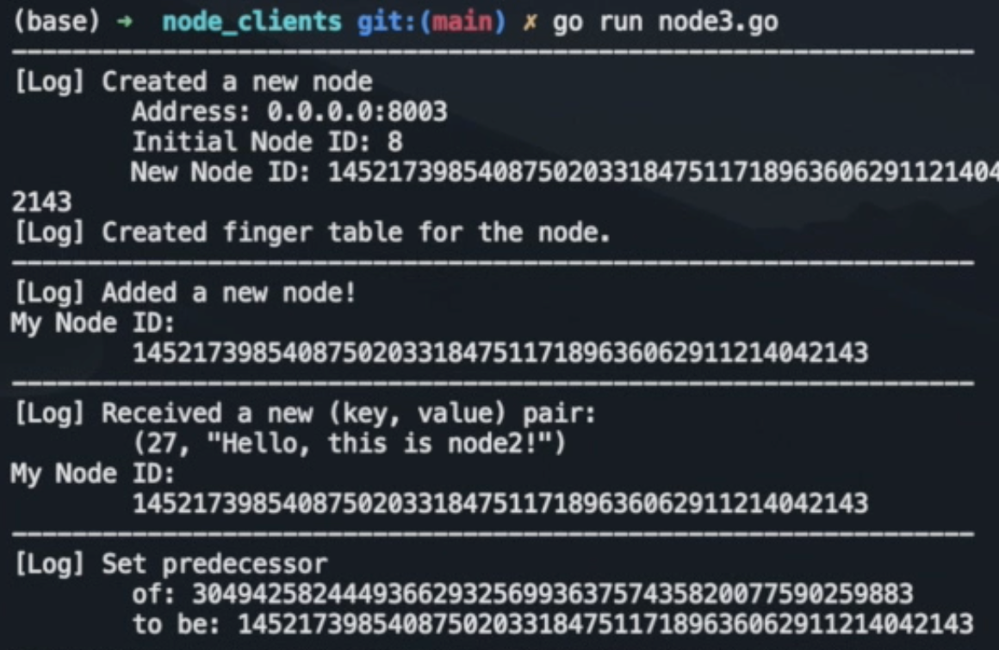 (base) ➜ node_clients git:(main) ✗ go run node3.go
[Log] Created a new node
Address: 0.0.0.0:8003
Initial Node ID: 8
New Node ID: 1452173985408750203318475117189636062911214042143
2143
[Log] Created finger table for the node.
[Log] Added a new node!
My Node ID:
1452173985408750203318475117189636062911214042143
[Log] Received a new (key, value) pair:
(27, "Hello, this is node2!")
My Node ID:
1452173985408750203318475117189636062911214042143
[Log] Set predecessor
of: 304942582444936629325699363757435820077590259883
to be: 1452173985408750203318475117189636062911214042143